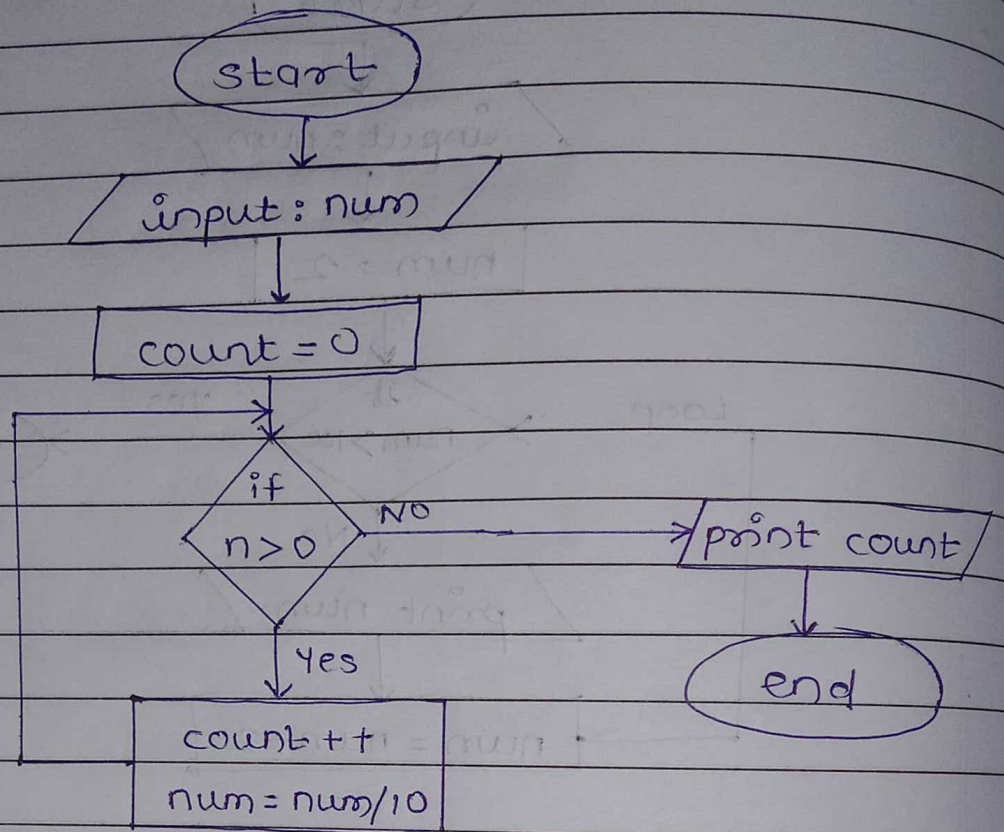 start
input : num
count = 0
if
n > 0
NO
print count
Yes
end
count ++
num = num/10